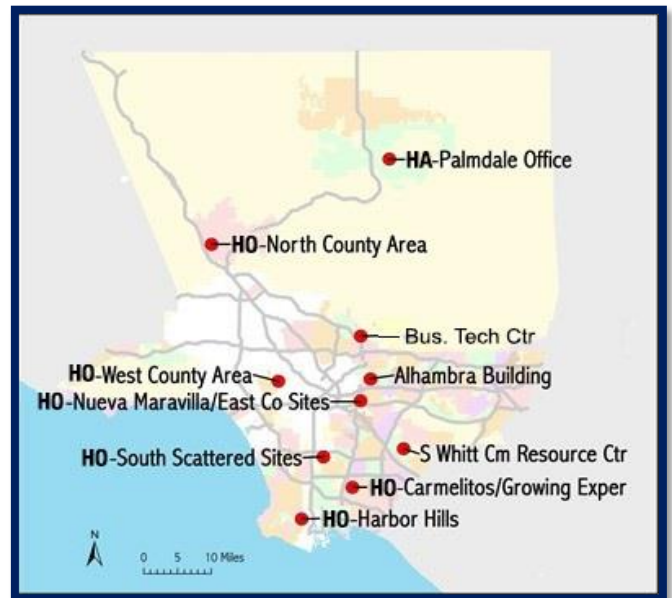 HA-Palmdale Office
HO-North County Area
Bus. Tech Ctr
HO-West County Area
Alhambra Building
HO-Nueva Maravilla/East Co Sites
S Whitt Cm Resource Ctr
HO-South Scattered Sites
HO-Carmelitos/Growing Exper
HO-Harbor Hills
N
0 5 10 Miles